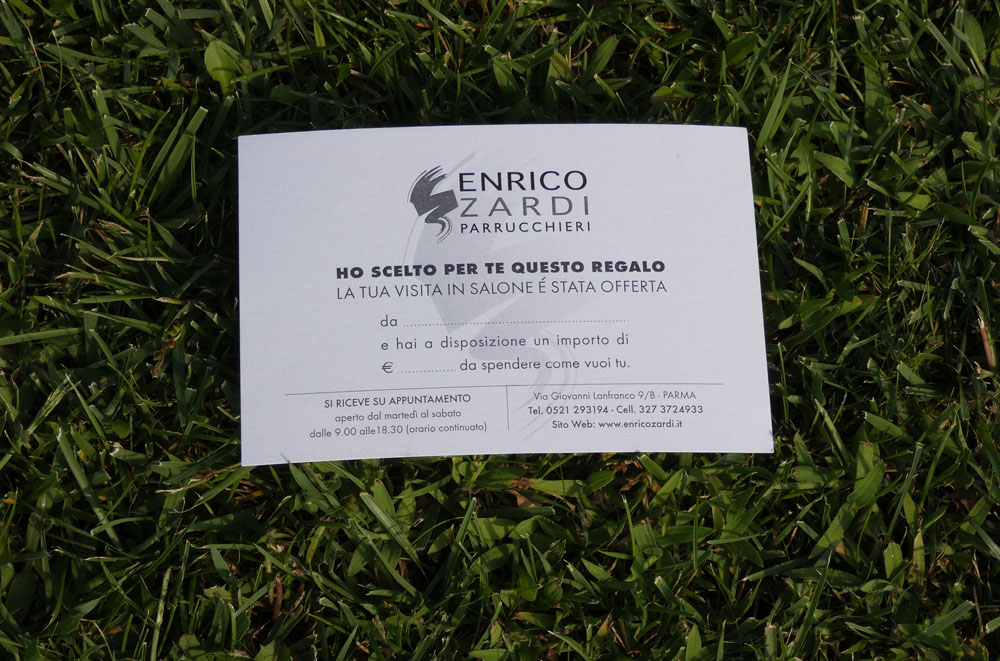 ENRICO
ZARDI
PARRUCCHIERI
HO SCELTO PER TE QUESTO REGALO
LA TUA VISITA IN SALONE É STATA OFFERTA
da ..............................................................
e hai a disposizione un importo di
€ ................ da spendere come vuoi tu.
SI RICEVE SU APPUNTAMENTO
aperto dal martedì al sabato
dalle 9.00 alle18.30 (orario continuato)
Via Giovanni Lanfranco 9/B - PARMA
Tel. 0521 293194 - Cell. 327 3724933
Sito Web: www.enricozardi.it